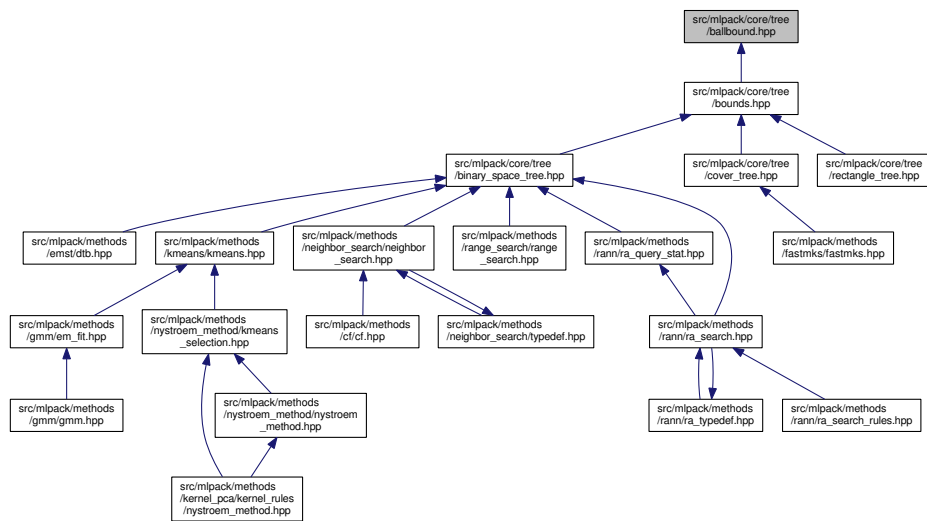 src/mlpack/core/tree
/ballbound.hpp
src/mlpack/core/tree
/bounds.hpp
src/mlpack/core/tree
/binary_space_tree.hpp
src/mlpack/core/tree
/cover_tree.hpp
src/mlpack/core/tree
/rectangle_tree.hpp
src/mlpack/methods
/emst/dtb.hpp
src/mlpack/methods
/kmeans/kmeans.hpp
src/mlpack/methods
/neighbor_search/neighbor
_search.hpp
src/mlpack/methods
/range_search/range
_search.hpp
src/mlpack/methods
/rann/ra_query_stat.hpp
src/mlpack/methods
/fastmks/fastmks.hpp
src/mlpack/methods
/gmm/em_fit.hpp
src/mlpack/methods
/nystroem_method/kmeans
_selection.hpp
src/mlpack/methods
/cf/cf.hpp
src/mlpack/methods
/neighbor_search/typedef.hpp
src/mlpack/methods
/rann/ra_search.hpp
src/mlpack/methods
/gmm/gmm.hpp
src/mlpack/methods
/nystroem_method/nystroem
_method.hpp
src/mlpack/methods
/rann/ra_typedef.hpp
src/mlpack/methods
/rann/ra_search_rules.hpp
src/mlpack/methods
/kernel_pca/kernel_rules
/nystroem_method.hpp